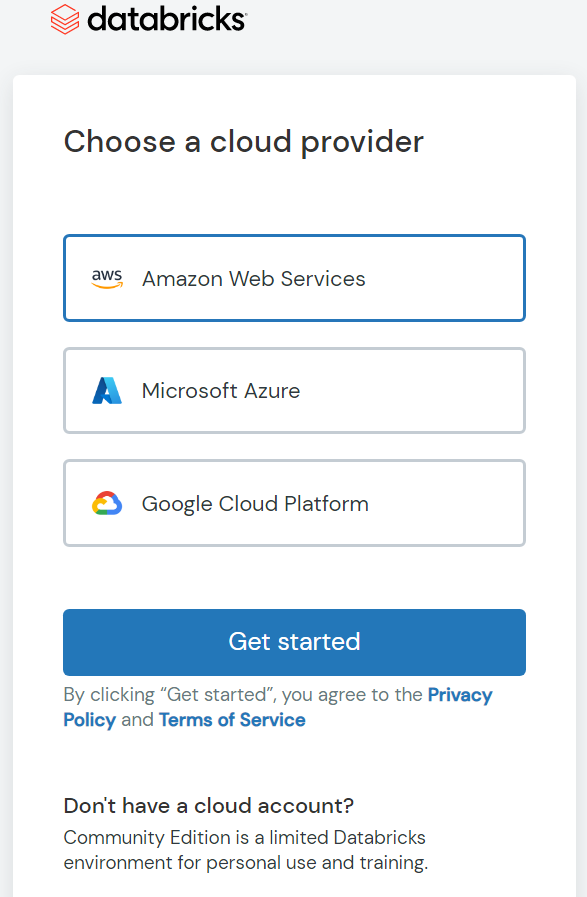 databricks
Choose a cloud provider
aws Amazon Web Services
Microsoft Azure
Google Cloud Platform
Get started
By clicking “Get started”, you agree to the Privacy
Policy and Terms of Service
Don't have a cloud account?
Community Edition is a limited Databricks
environment for personal use and training.